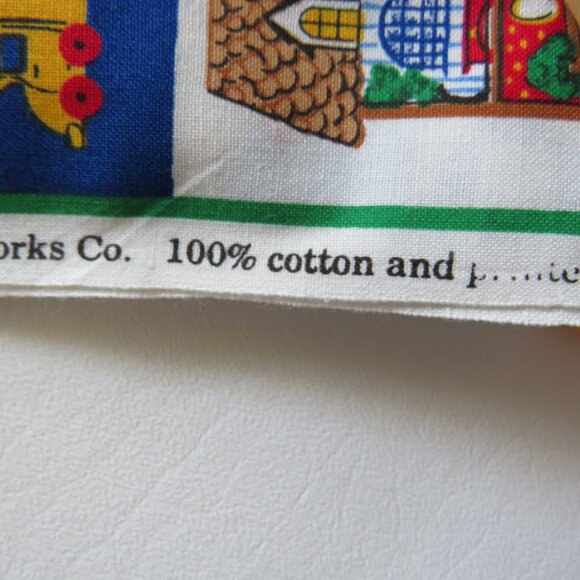 orks Co. 100% cotton and